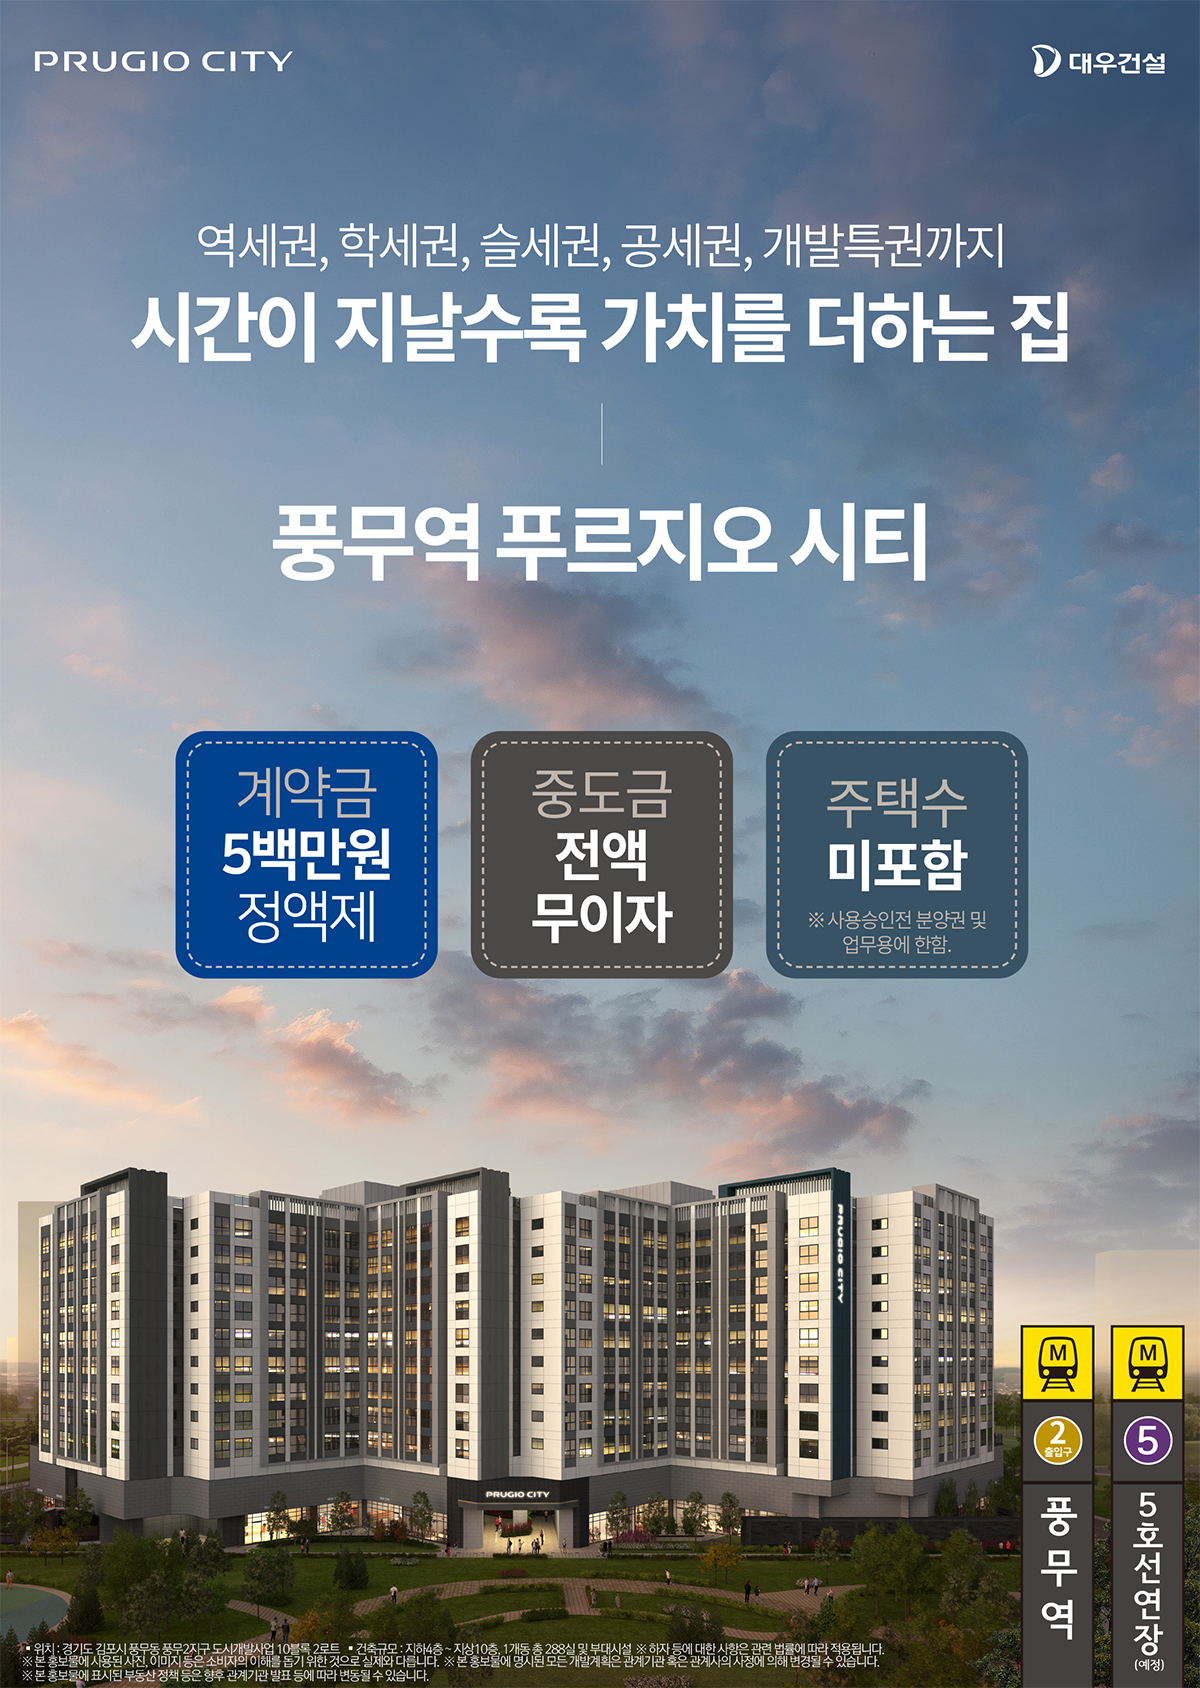 PRUGIO CITY
대우건설
역세권, 학세권, 슬세권, 공세권, 개발특권까지
시간이 지날수록 가치를 더하는 집
풍무역 푸르지오 시티
계약금
5백만원
정액제
중도금
전액
무이자
주택수
미포함
※ 사용승인전 분양권 및
업무용에 한함.
PRUGIO CITY
PRUGIO CITY
M
2
출입구
풍무역
M
5
5호선연장
(예정)
▪ 위치 : 경기도 김포시 풍무동 풍무2지구 도시개발사업 10블록 2로트 ▪ 건축규모 : 지하4층 ~ 지상10층, 1개동 총 288실 및 부대시설 ※ 하자 등에 대한 사항은 관련 법률에 따라 적용됩니다.
※ 본 홍보물에 사용된 사진, 이미지 등은 소비자의 이해를 돕기 위한 것으로 실제와 다릅니다. ※ 본 홍보물에 명시된 모든 개발계획은 관계기관 혹은 관계사의 사정에 의해 변경될 수 있습니다.
※ 본 홍보물에 표시된 부동산 정책 등은 향후 관계기관 발표 등에 따라 변동될 수 있습니다.